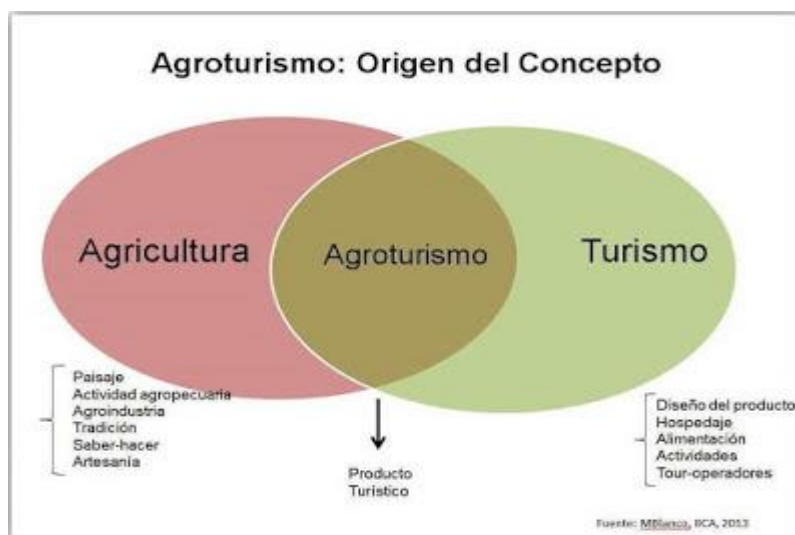 Agroturismo: Origen del Concepto
Agricultura
Agroturismo
Turismo
Paisaje
Actividad agropecuaria
Agroindustria
Tradición
Saber-hacer
Artesanía
Producto
Turístico
Diseño del producto
Hospedaje
Alimentación
Actividades
Tour-operadores
Fuente: MBlanco, IICA, 2013